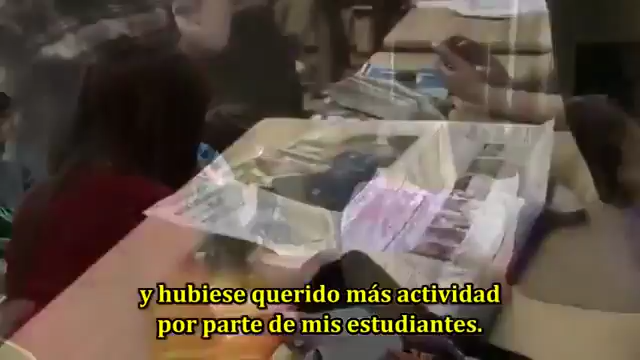 y hubiese querido más actividad
por parte de mis estudiantes.